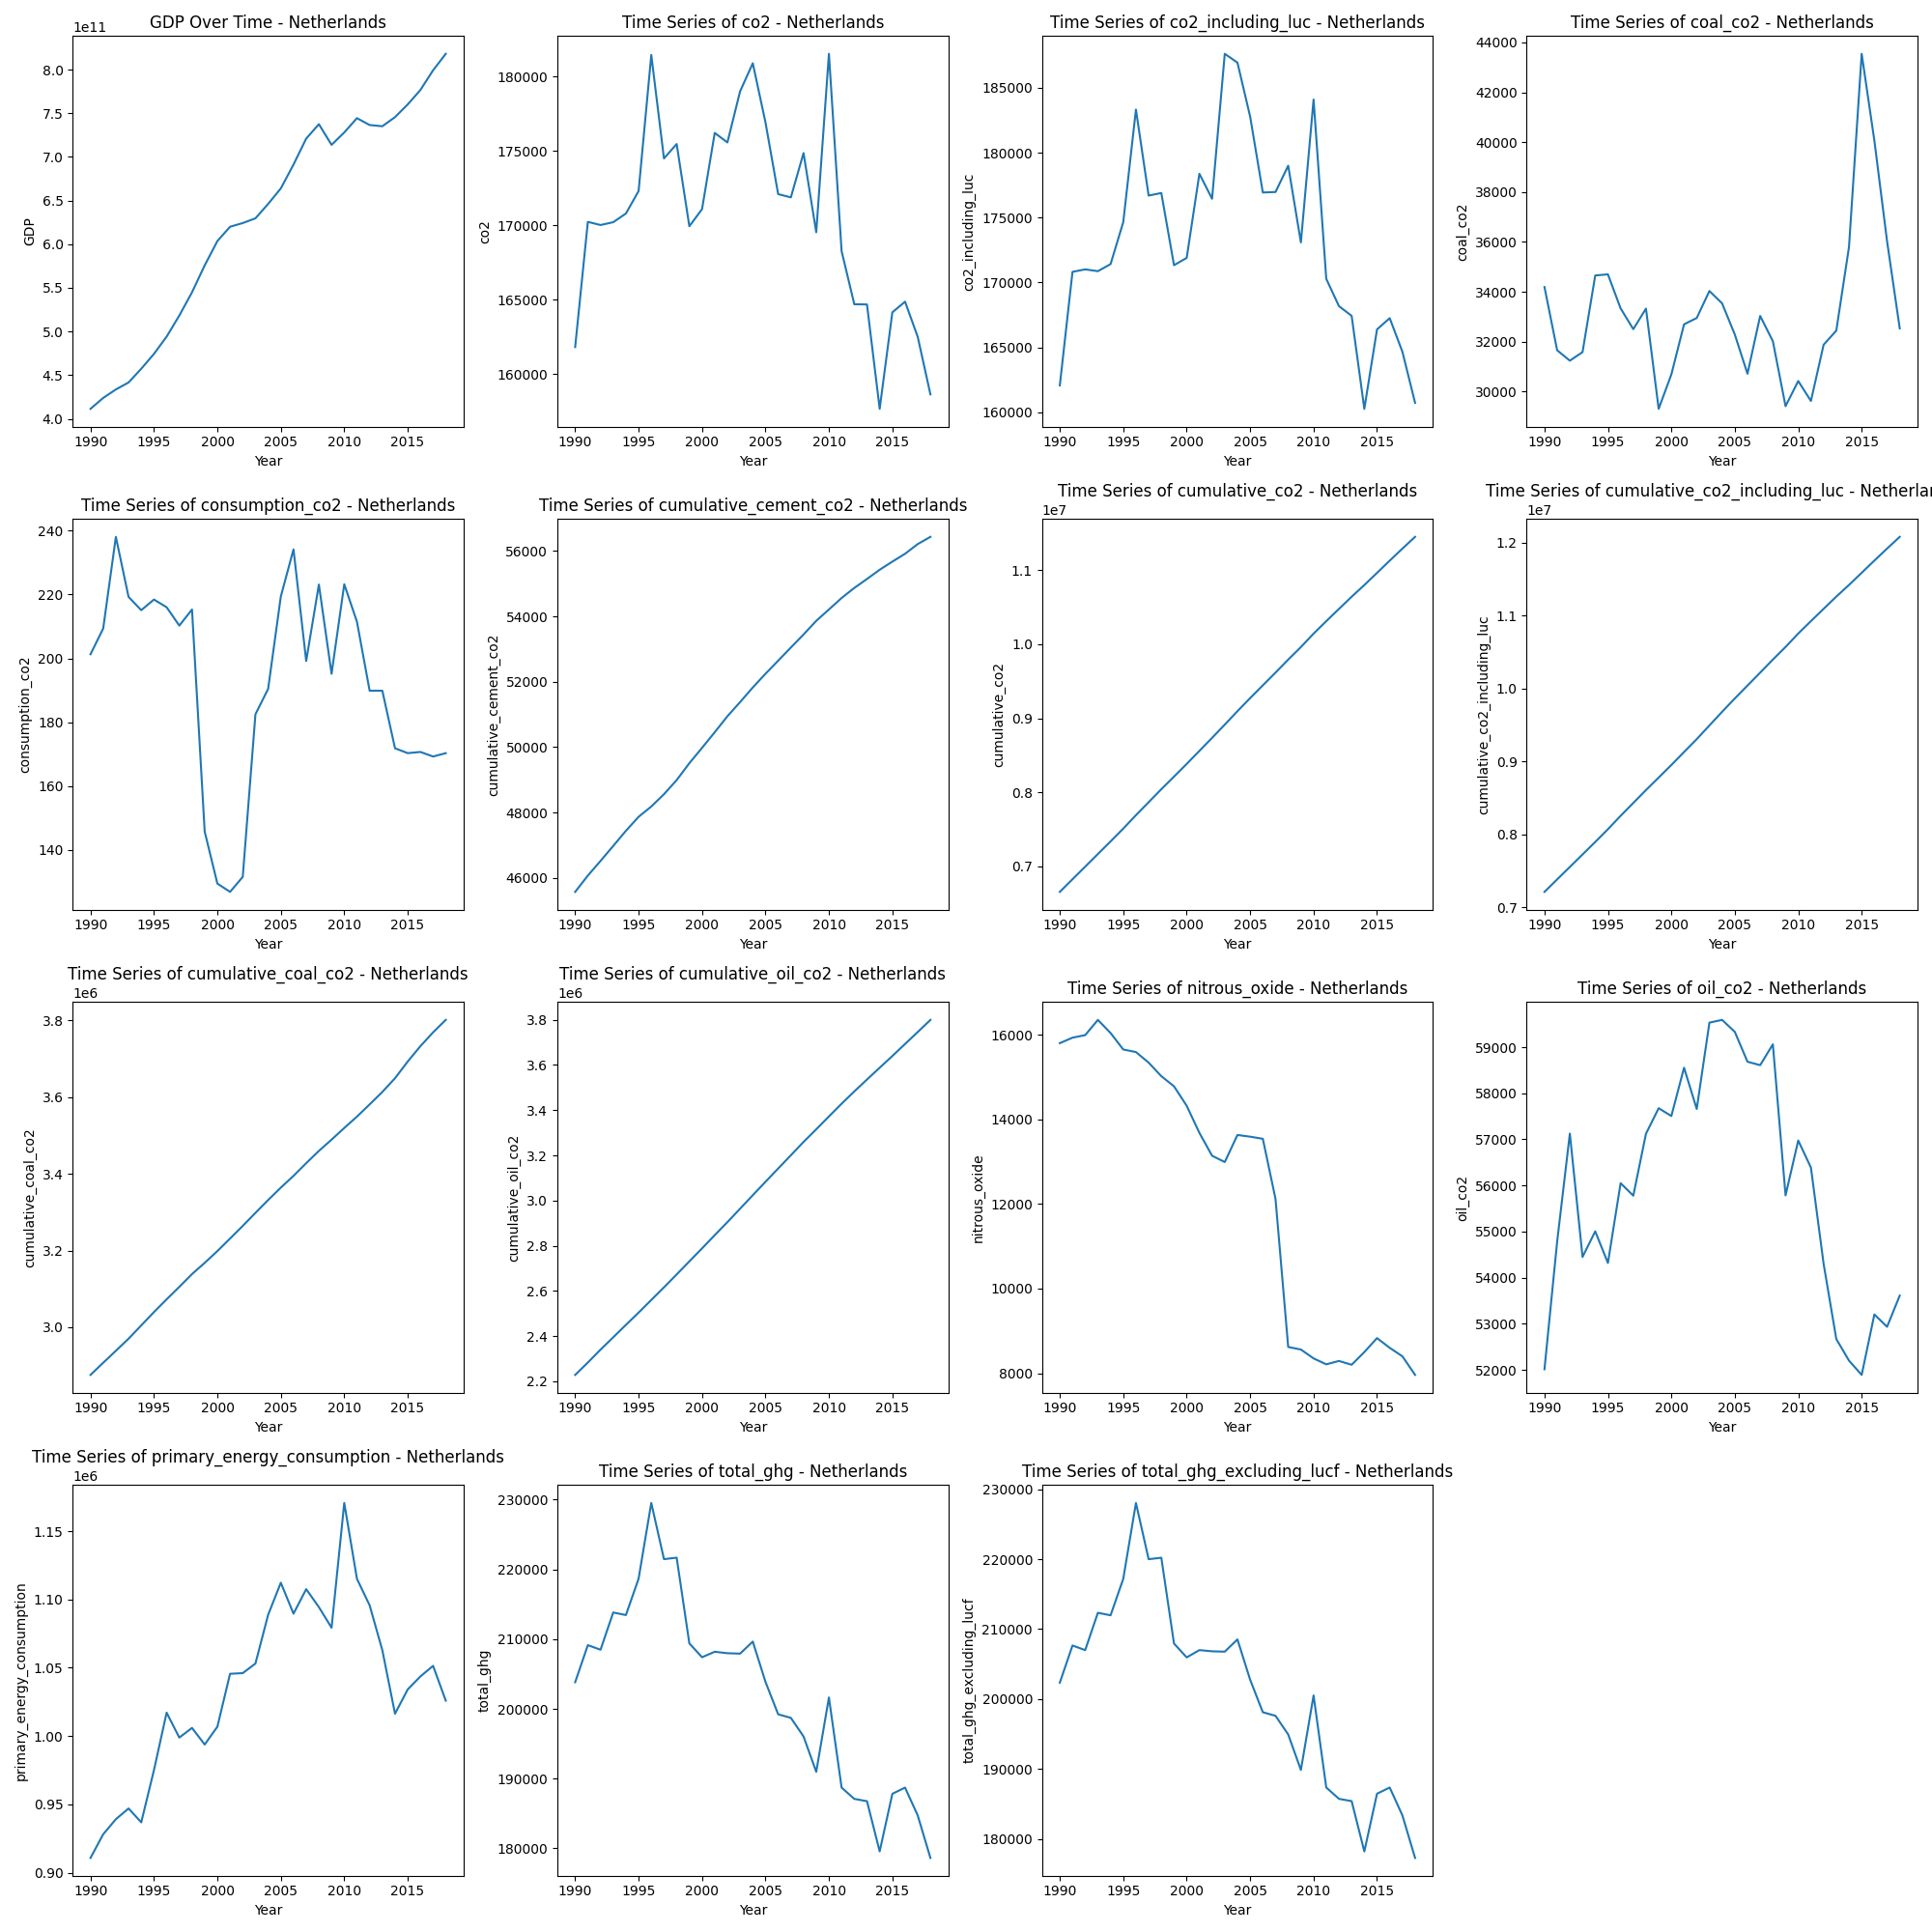 GDP Over Time - Netherlands
1e11
8.0
7.5
7.0
6.5
6.0
5.5
5.0
4.5
4.0
GDP
1990 1995 2000 2005 2010 2015
Year
Time Series of co2 - Netherlands
180000
175000
170000
165000
160000
co2
1990 1995 2000 2005 2010 2015
Year
Time Series of co2_including_luc - Netherlands
185000
180000
175000
170000
165000
160000
co2_including_luc
1990 1995 2000 2005 2010 2015
Year
Time Series of coal_co2 - Netherlands
44000
42000
40000
38000
36000
34000
32000
30000
coal_co2
1990 1995 2000 2005 2010 2015
Year
Time Series of consumption_co2 - Netherlands
240
220
200
180
160
140
consumption_co2
1990 1995 2000 2005 2010 2015
Year
Time Series of cumulative_cement_co2 - Netherlands
56000
54000
52000
50000
48000
46000
cumulative_cement_co2
1990 1995 2000 2005 2010 2015
Year
Time Series of cumulative_co2 - Netherlands
1e7
1.1
1.0
0.9
0.8
0.7
cumulative_co2
1990 1995 2000 2005 2010 2015
Year
Time Series of cumulative_co2_including_luc - Netherlan
1e7
1.2
1.1
1.0
0.9
0.8
0.7
cumulative_co2_including_luc
1990 1995 2000 2005 2010 2015
Year
Time Series of cumulative_coal_co2 - Netherlands
1e6
3.8
3.6
3.4
3.2
3.0
cumulative_coal_co2
1990 1995 2000 2005 2010 2015
Year
Time Series of cumulative_oil_co2 - Netherlands
1e6
3.8
3.6
3.4
3.2
3.0
2.8
2.6
2.4
2.2
cumulative_oil_co2
1990 1995 2000 2005 2010 2015
Year
Time Series of nitrous_oxide - Netherlands
16000
14000
12000
10000
8000
nitrous_oxide
1990 1995 2000 2005 2010 2015
Year
Time Series of oil_co2 - Netherlands
59000
58000
57000
56000
55000
54000
53000
52000
oil_co2
1990 1995 2000 2005 2010 2015
Year
Time Series of primary_energy_consumption - Netherlands
1e6
1.15
1.10
1.05
1.00
0.95
0.90
primary_energy_consumption
1990 1995 2000 2005 2010 2015
Year
Time Series of total_ghg - Netherlands
230000
220000
210000
200000
190000
180000
total_ghg
1990 1995 2000 2005 2010 2015
Year
Time Series of total_ghg_excluding_lucf - Netherlands
230000
220000
210000
200000
190000
180000
total_ghg_excluding_lucf
1990 1995 2000 2005 2010 2015
Year